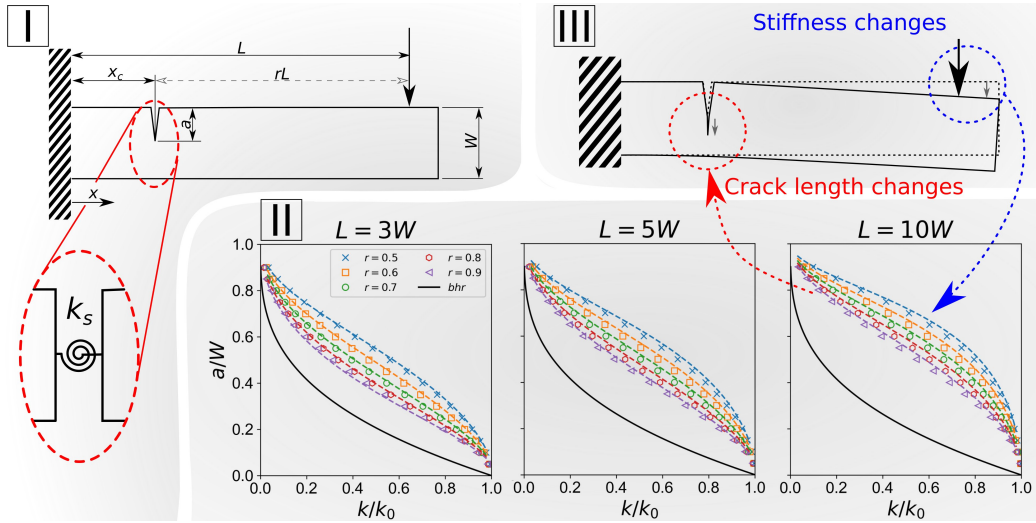 I
L
x_c
rL
a
W
x
k_s
III
Stiffness changes
Crack length changes
II
L = 3W
L = 5W
L = 10W
r = 0.5
r = 0.6
r = 0.7
r = 0.8
r = 0.9
bhr
a/W
1.0
0.8
0.6
0.4
0.2
0.0
0.0 0.2 0.4 0.6 0.8 1.0
0.0 0.2 0.4 0.6 0.8 1.0
0.0 0.2 0.4 0.6 0.8 1.0
k/k_0
k/k_0
k/k_0